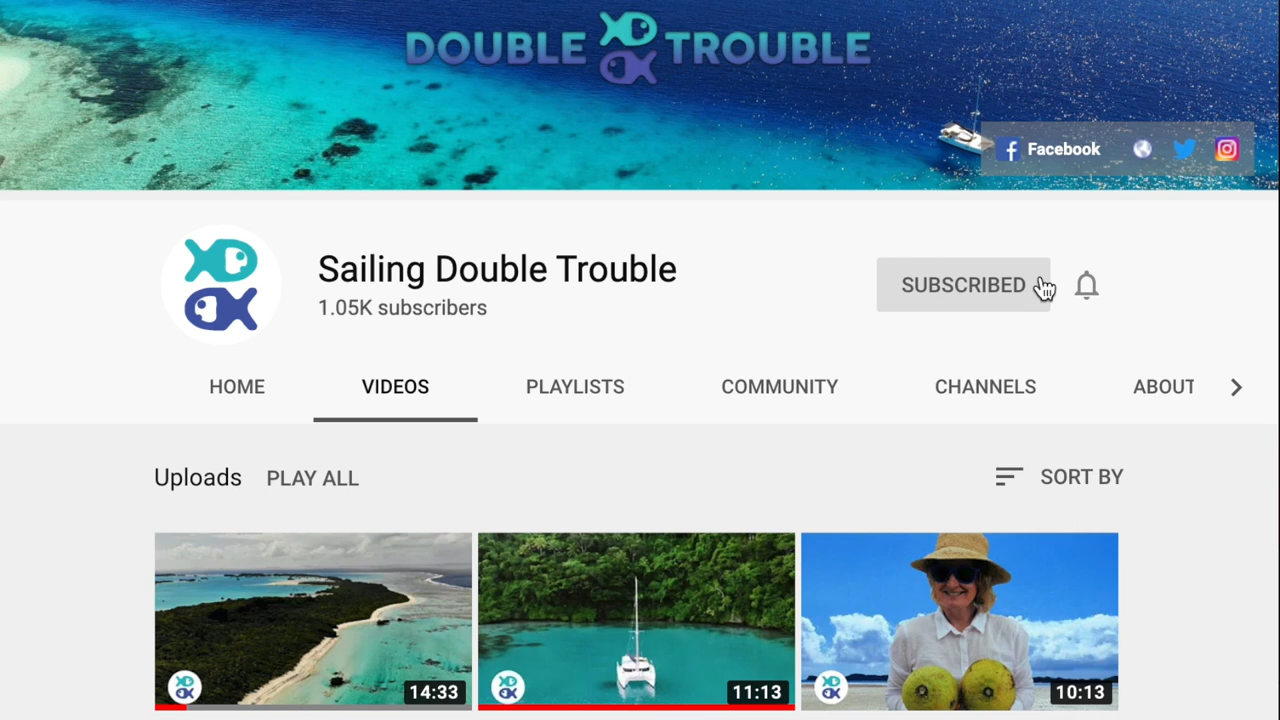 DOUBLE TROUBLE
Facebook
Sailing Double Trouble
1.05K subscribers
SUBSCRIBED
HOME VIDEOS PLAYLISTS COMMUNITY CHANNELS ABOUT
Uploads PLAY ALL SORT BY
14:33 11:13 10:13